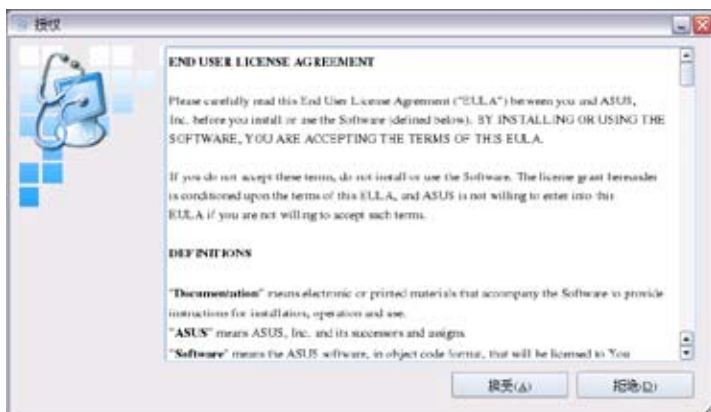 授权
END USER LICENSE AGREEMENT
Please carefully read this End User License Agreement ("EULA") between you and ASUS,
Inc. before you install or use the Software (defined below). BY INSTALLING OR USING THE
SOFTWARE, YOU ARE ACCEPTING THE TERMS OF THIS EULA.
If you do not accept these terms, do not install or use the Software. The license grant hereunder
is conditioned upon the terms of this EULA, and ASUS is not willing to enter into this
EULA if you are not willing to accept such terms.
DEFINITIONS
"Documentation" means electronic or printed materials that accompany the Software to provide
instructions for installation, operation and use.
"ASUS" means ASUS, Inc. and its successors and assigns.
"Software" means the ASUS software, in object code format, that will be licensed to You
接受(A) 拒绝(D)